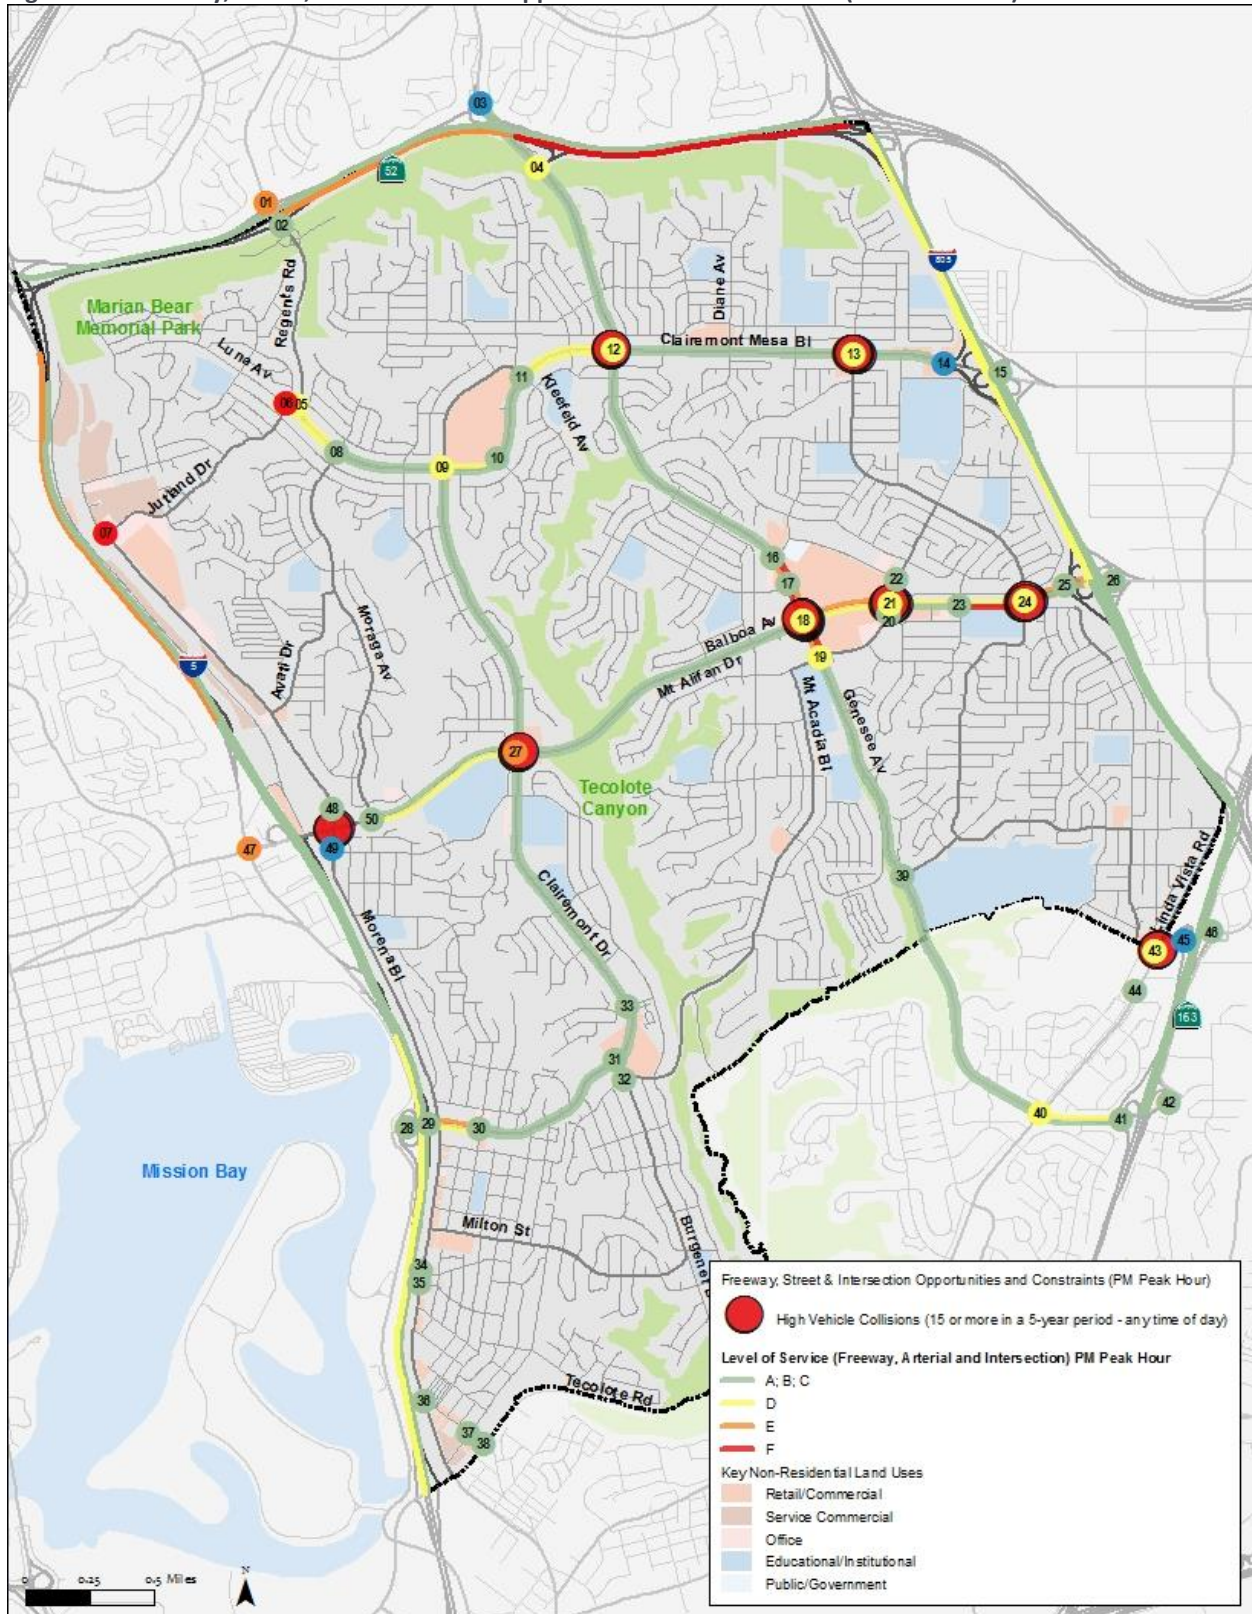 03
04
52
01
02
Marian Bear
Memorial Park
Regents Rd
Luna Av
Diane Av
805
12
Clairemont Mesa Bl
13
14
15
11
Kleefeld Av
06
05
08
09
10
Jutland Dr
07
16
17
22
25
26
21
23
24
20
18
Balboa Av
19
Mt Alifan Dr
Moraga Av
Avati Dr
5
Mt Acadia Bl
Genesee Av
27
Tecolote
Canyon
48
50
47
49
39
Clairemont Dr
Linda Vista Rd
Morena Bl
43
45
46
44
163
33
31
32
28
29
30
40
41
42
Mission Bay
Milton St
Burgener
34
35
36
37
38
Tecolote Rd
Freeway, Street & Intersection Opportunities and Constraints (PM Peak Hour)
High Vehicle Collisions (15 or more in a 5-year period - any time of day)
Level of Service (Freeway, Arterial and Intersection) PM Peak Hour
A; B; C
D
E
F
Key Non-Residential Land Uses
Retail/Commercial
Service Commercial
Office
Educational/Institutional
Public/Government
0 0.25 0.5 Miles
N